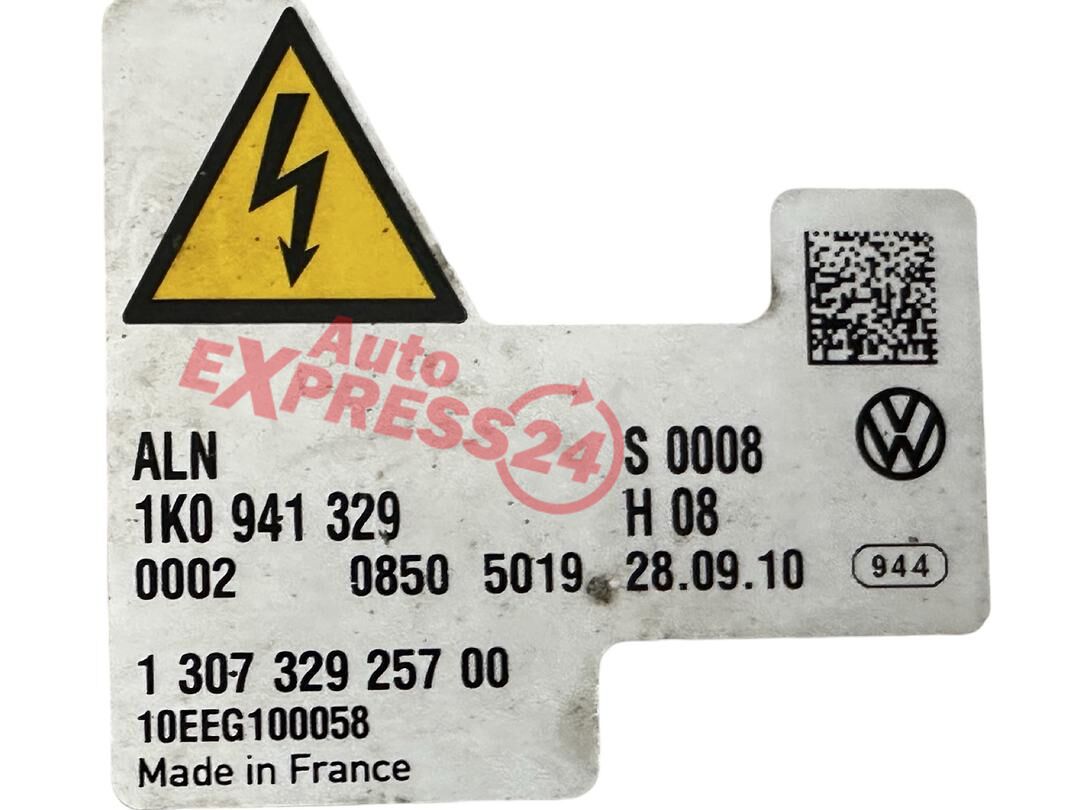 Auto
EXPRESS24
ALN
S 0008
1K0 941 329
H 08
0002 0850 5019 28.09.10
944
1 307 329 257 00
10EEG100058
Made in France